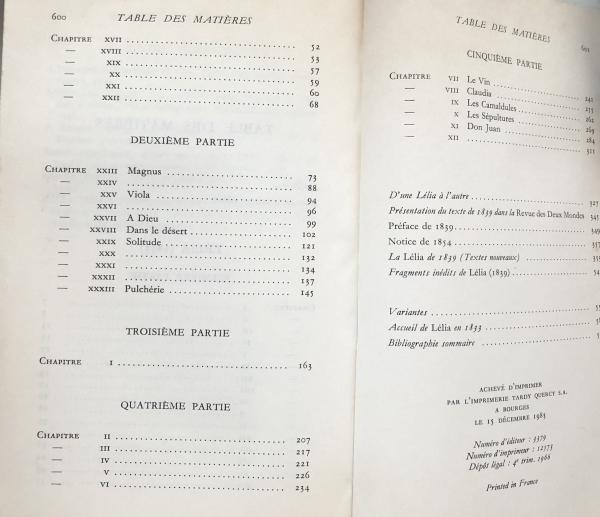 600 TABLE DES MATIÈRES
CHAPITRE XVII 52
— XVIII 53
— XIX 57
— XX 59
— XXI 60
— XXII 68
DEUXIÈME PARTIE
CHAPITRE XXIII Magnus 73
— XXIV 88
— XXV Viola 94
— XXVI 96
— XXVII A Dieu 99
— XXVIII Dans le désert 102
— XXIX Solitude 121
— XXX 132
— XXXI 134
— XXXII 137
— XXXIII Pulchérie 145
TROISIÈME PARTIE
CHAPITRE I 163
QUATRIÈME PARTIE
CHAPITRE II 207
— III 217
— IV 221
— V 226
— VI 234
TABLE DES MATIÈRES 601
CINQUIÈME PARTIE
CHAPITRE VII Le Vin 241
— VIII Claudia 253
— IX Les Camaldules 262
— X Les Sépultures 269
— XI Don Juan 284
— XII 311
D'une Lélia à l'autre 327
Présentation du texte de 1839 dans la Revue des Deux Mondes 345
Préface de 1839 349
Notice de 1854 357
La Lélia de 1839 (Textes nouveaux)
Fragments inédits de Lélia (1839)
Variantes
Accueil de Lélia en 1833
Bibliographie sommaire
ACHEVÉ D'IMPRIMER
PAR L'IMPRIMERIE TARDY QUERCY S.A.
A BOURGES
LE 15 DÉCEMBRE 1985
Numéro d'éditeur : 3379
Numéro d'imprimeur : 12575
Dépôt légal : 4e trim. 1966
Printed in France